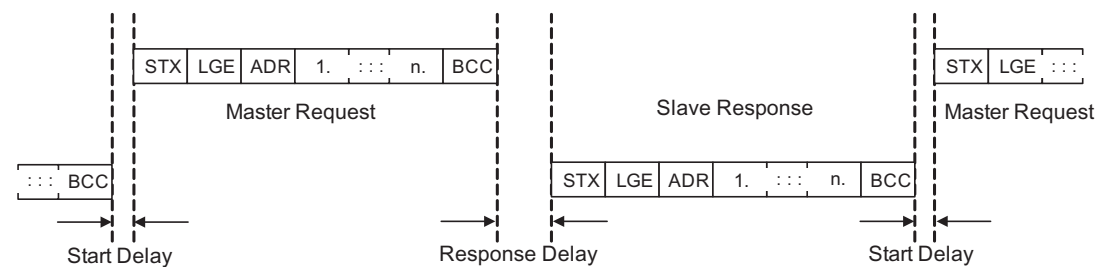 STX LGE ADR 1. ::: n. BCC
STX LGE :::
Master Request
Slave Response
Master Request
::: BCC
STX LGE ADR 1. ::: n. BCC
Start Delay
Response Delay
Start Delay